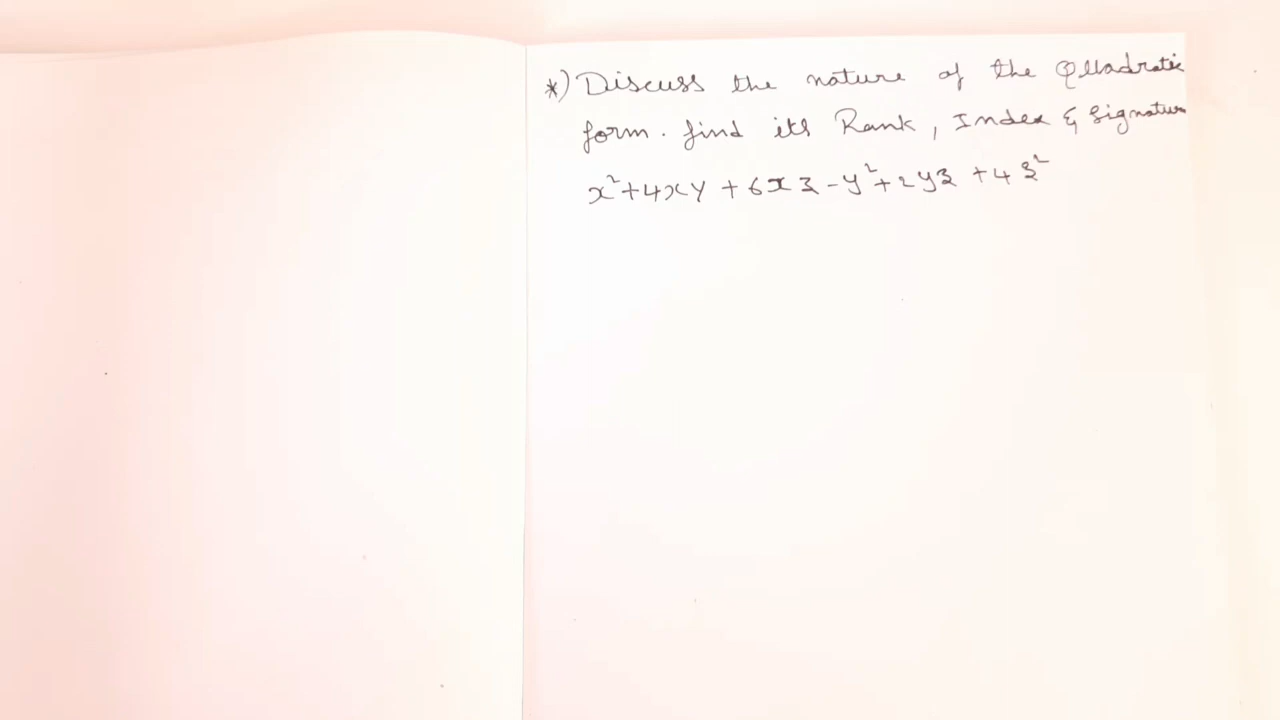 *) Discuss the nature of the Quadratic
form. find its Rank, Index & Signature
x²+4xy + 6xz - y²+2yz +4z²